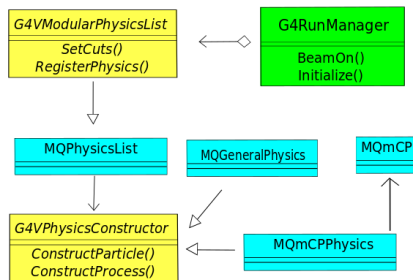 G4VModularPhysicsList
SetCuts()
RegisterPhysics()
G4RunManager
BeamOn()
Initialize()
MQPhysicsList
MQGeneralPhysics
MQmCP
G4VPhysicsConstructor
ConstructParticle()
ConstructProcess()
MQmCPPhysics